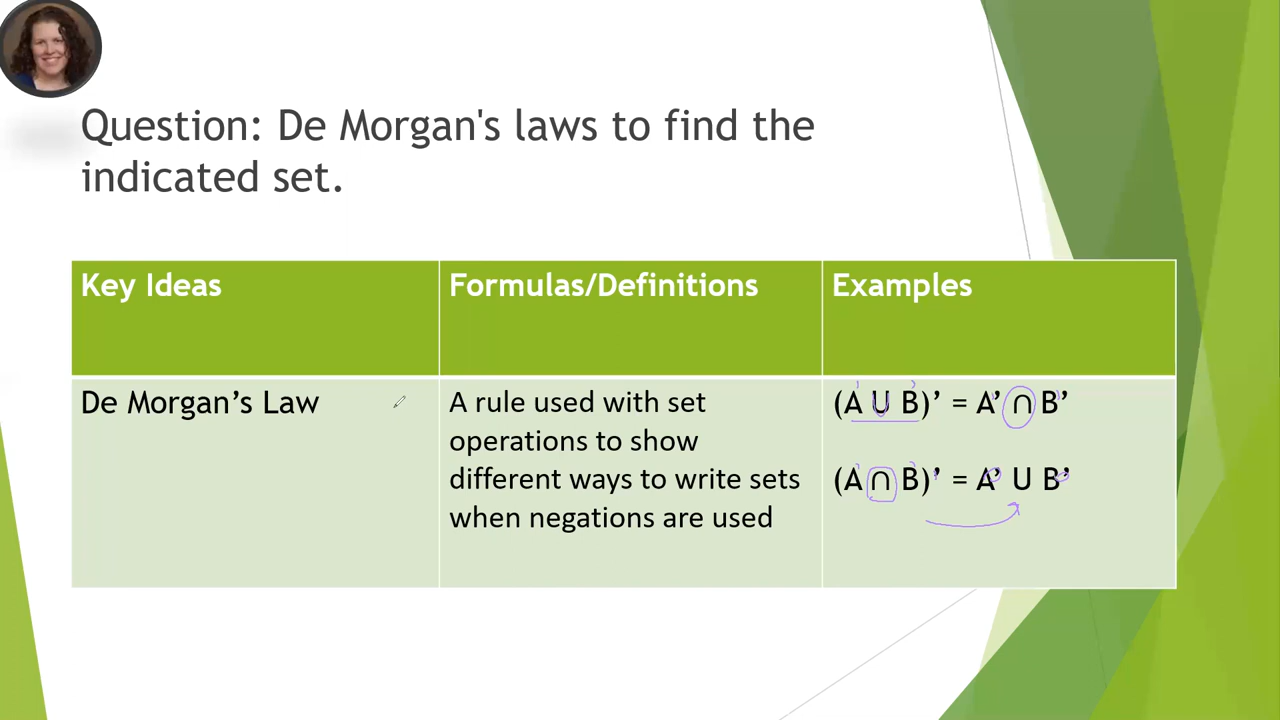 Question: De Morgan's laws to find the
indicated set.
Key Ideas
Formulas/Definitions
Examples
De Morgan’s Law
A rule used with set
operations to show
different ways to write sets
when negations are used
(A U B)’ = A’ ∩ B’
(A ∩ B)’ = A’ U B’